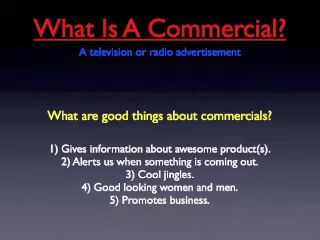 What Is A Commercial?
A television or radio advertisement
What are good things about commercials?
1) Gives information about awesome product(s).
2) Alerts us when something is coming out.
3) Cool jingles.
4) Good looking women and men.
5) Promotes business.